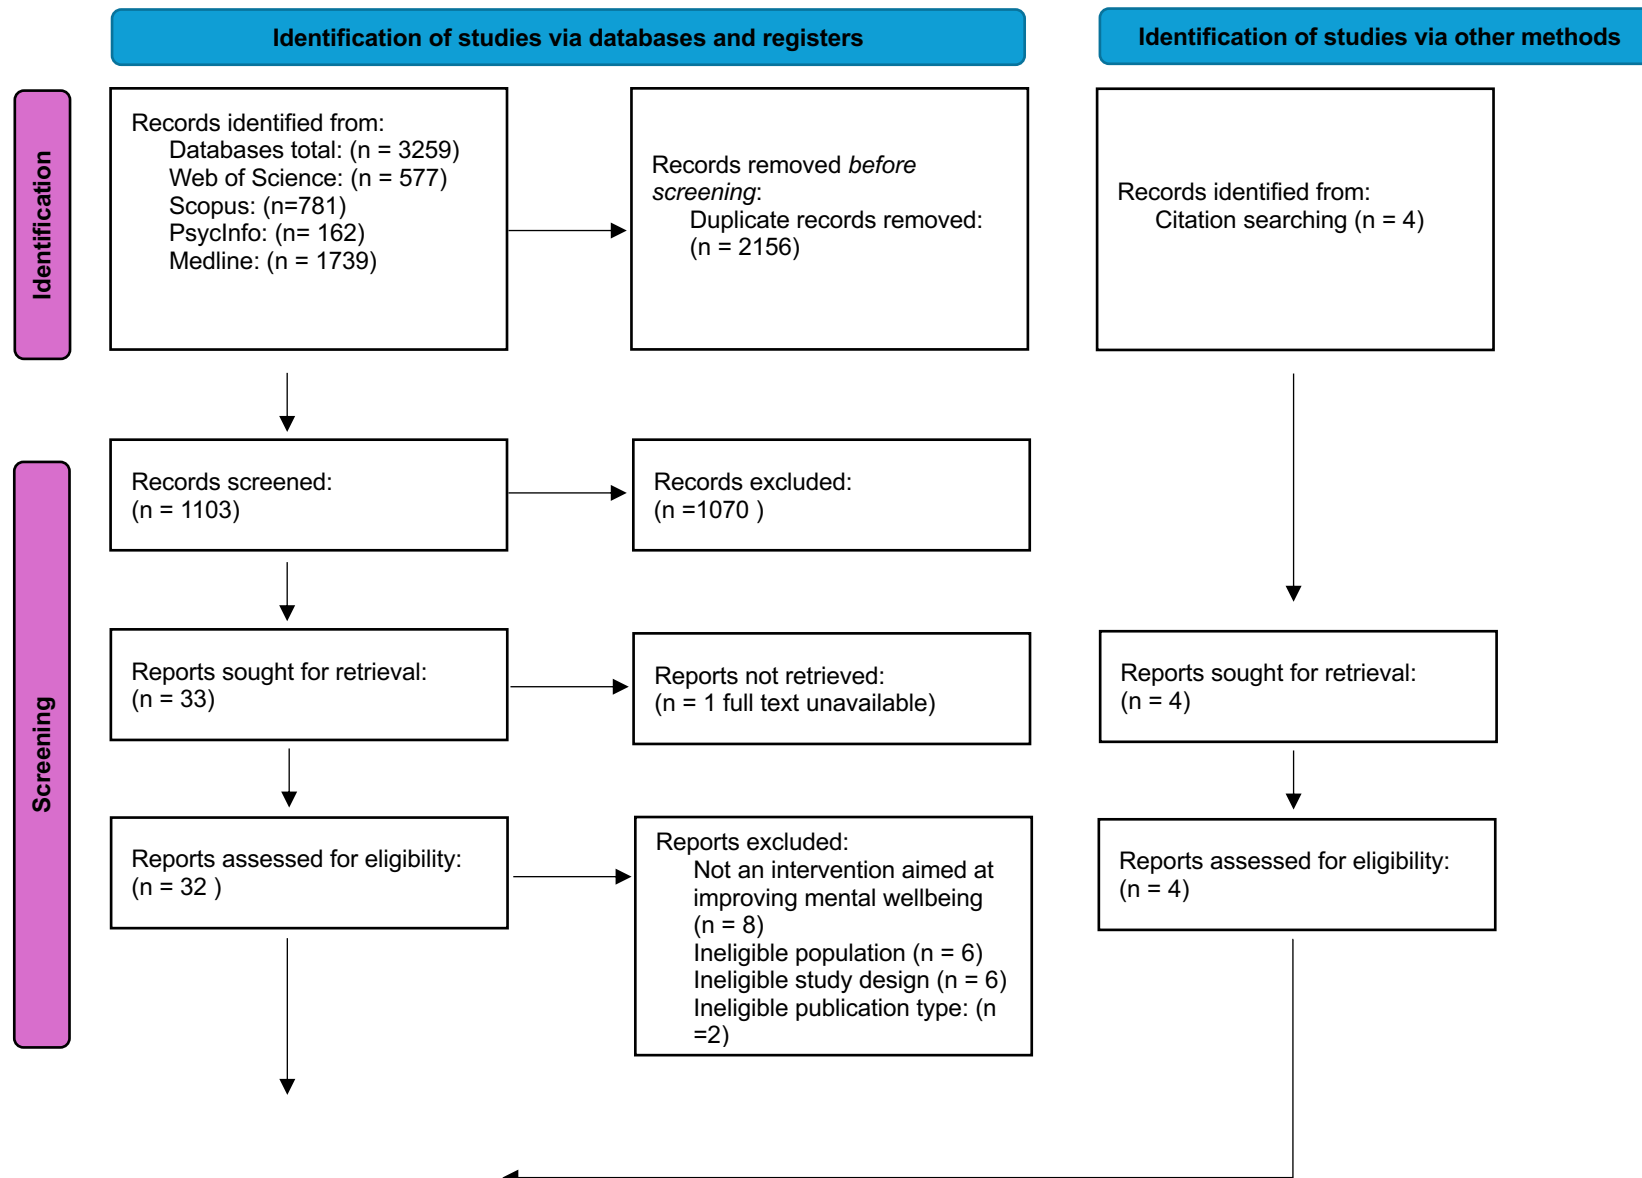 Identification of studies via databases and registers
Identification of studies via other methods
Identification
Records identified from:
Databases total: (n = 3259)
Web of Science: (n = 577)
Scopus: (n=781)
PsycInfo: (n= 162)
Medline: (n = 1739)
Records removed before
screening:
Duplicate records removed:
(n = 2156)
Records identified from:
Citation searching (n = 4)
Screening
Records screened:
(n = 1103)
Records excluded:
(n =1070 )
Reports sought for retrieval:
(n = 33)
Reports not retrieved:
(n = 1 full text unavailable)
Reports sought for retrieval:
(n = 4)
Reports assessed for eligibility:
(n = 32 )
Reports excluded:
Not an intervention aimed at
improving mental wellbeing
(n = 8)
Ineligible population (n = 6)
Ineligible study design (n = 6)
Ineligible publication type: (n
=2)
Reports assessed for eligibility:
(n = 4)